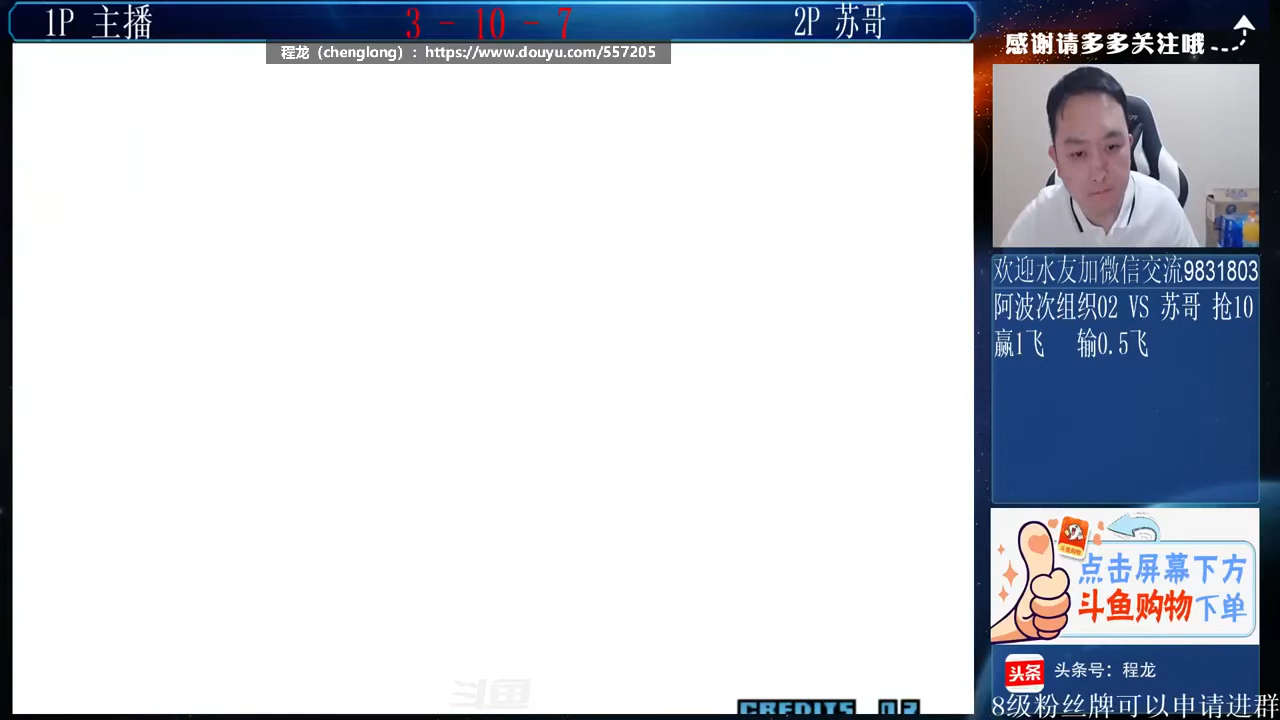 1P 主播
3 - 10 - 7
2P 苏哥
程龙（chenglong）：https://www.douyu.com/557205
感谢请多多关注哦
欢迎水友加微信交流9831803
阿波次组织02 VS 苏哥 抢10
赢1飞 输0.5飞
点击屏幕下方
斗鱼购物下单
头条 头条号：程龙
8级粉丝牌可以申请进群
斗鱼
CREDITS